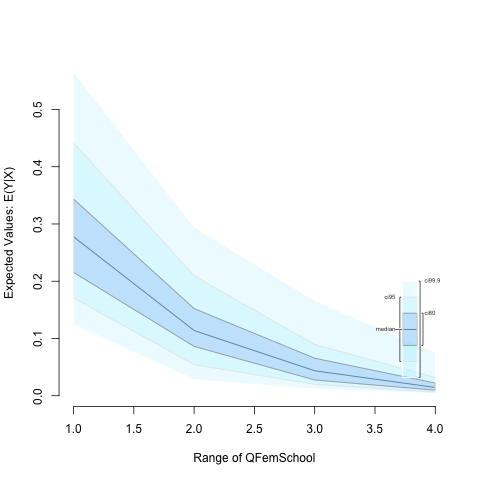 Expected Values: E(Y|X)
0.5
0.4
0.3
0.2
0.1
0.0
ci99.9
ci95
ci80
median
1.0 1.5 2.0 2.5 3.0 3.5 4.0
Range of QFemSchool